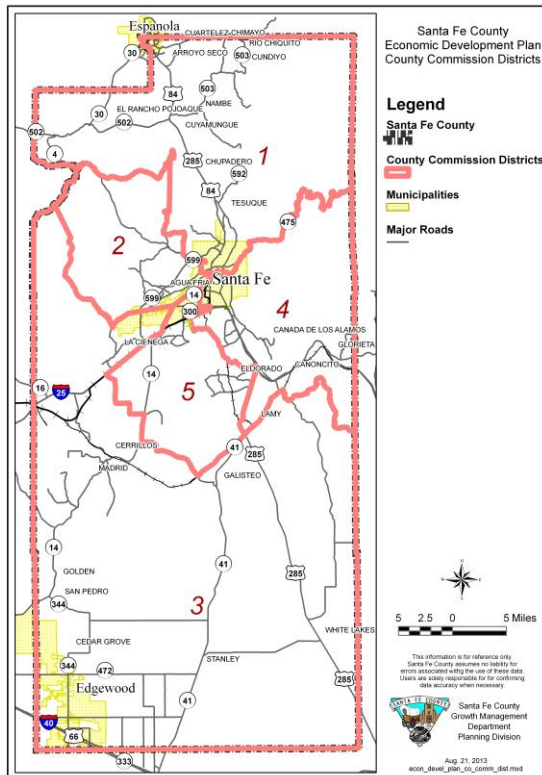 Santa Fe County
Economic Development Plan
County Commission Districts
Legend
Santa Fe County
County Commission Districts
Municipalities
Major Roads
Espanola
CUARTELEZ CHIMAYO
30
RIO CHIQUITO
ARROYO SECO
503
CUNDIYO
84
503
NAMBE
EL RANCHO POJOAQUE
30
502
CUYAMUNGUE
502
4
1
285
CHUPADERO
592
84
TESUQUE
475
2
599
Santa Fe
AGUA FRIA
14
599
300
4
LA CIENEGA
CANADA DE LOS ALAMOS
GLORIETA
CANONCITO
ELDORADO
14
16
25
5
LAMY
41
285
CERRILLOS
MADRID
GALISTEO
14
41
285
GOLDEN
SAN PEDRO
344
3
WHITE LAKES
CEDAR GROVE
STANLEY
344
472
285
Edgewood
41
40
66
333
5 2.5 0 5 Miles
This information is for reference only.
Santa Fe County assumes no liability for
errors associated withg the use of these data.
Users are solely responsible for for confirming
data accuracy when necessary.
SANTA FE COUNTY
Santa Fe County
Growth Management
Department
Planning Division
Aug. 21, 2013
econ_devel_plan_co_comm_dist.mxd